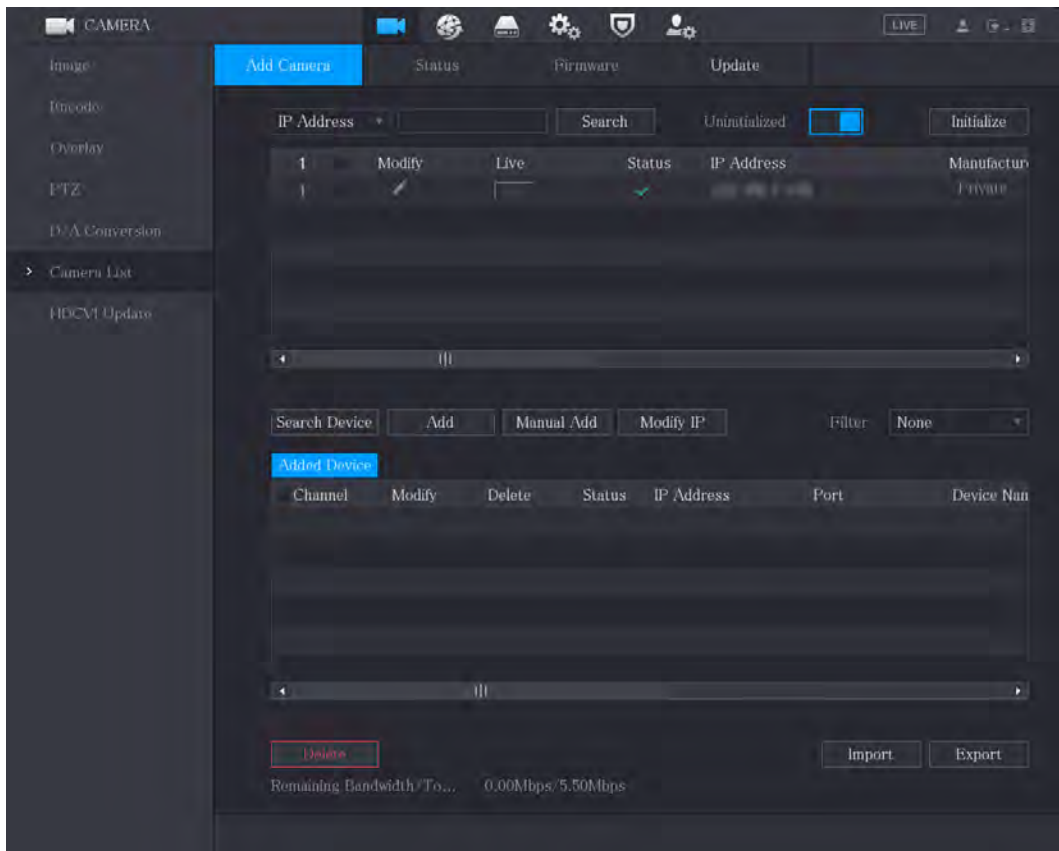 CAMERA LIVE
Image Add Camera Status Firmware Update
Encode
IP Address Search Uninitialized Initialize
Overlay
1 Modify Live Status IP Address Manufactur
PTZ
1 Private
D/A Conversion
Camera List
HDCVI Update
Search Device Add Manual Add Modify IP Filter None
Added Device
Channel Modify Delete Status IP Address Port Device Nan
Delete Import Export
Remaining Bandwidth/To... 0.00Mbps/5.50Mbps